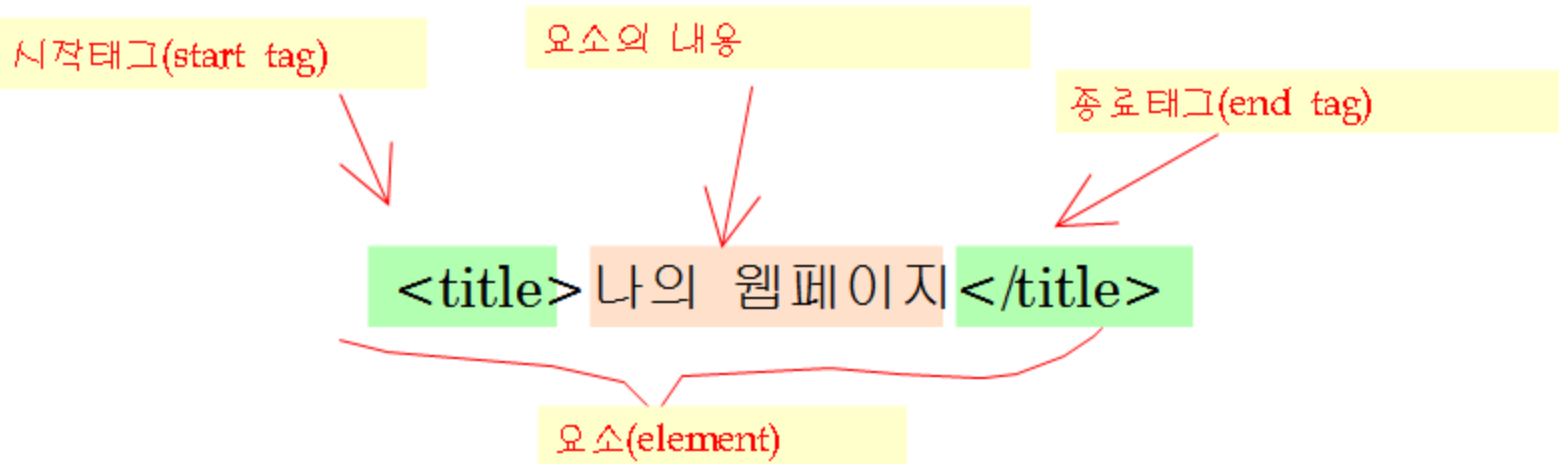 시작태그(start tag)
요소의 내용
종료태그(end tag)
<title>나의 웹페이지</title>
요소(element)